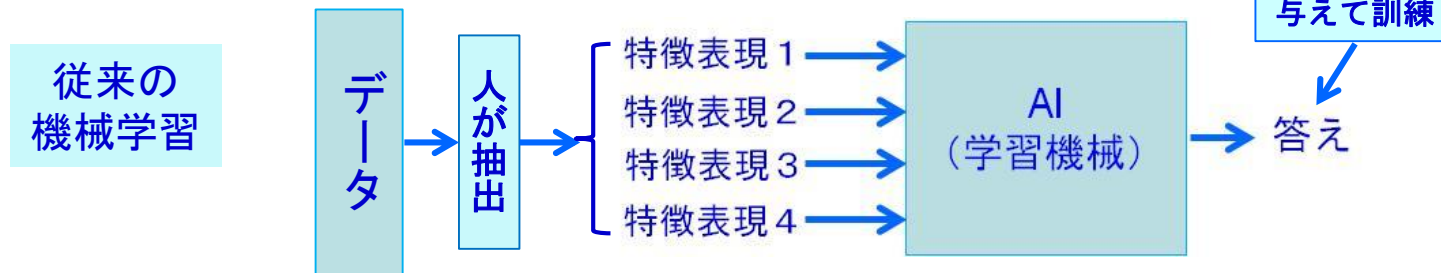 従来の
機械学習
データ
人が抽出
特徴表現1
特徴表現2
特徴表現3
特徴表現4
AI
(学習機械)
答え
与えて訓練